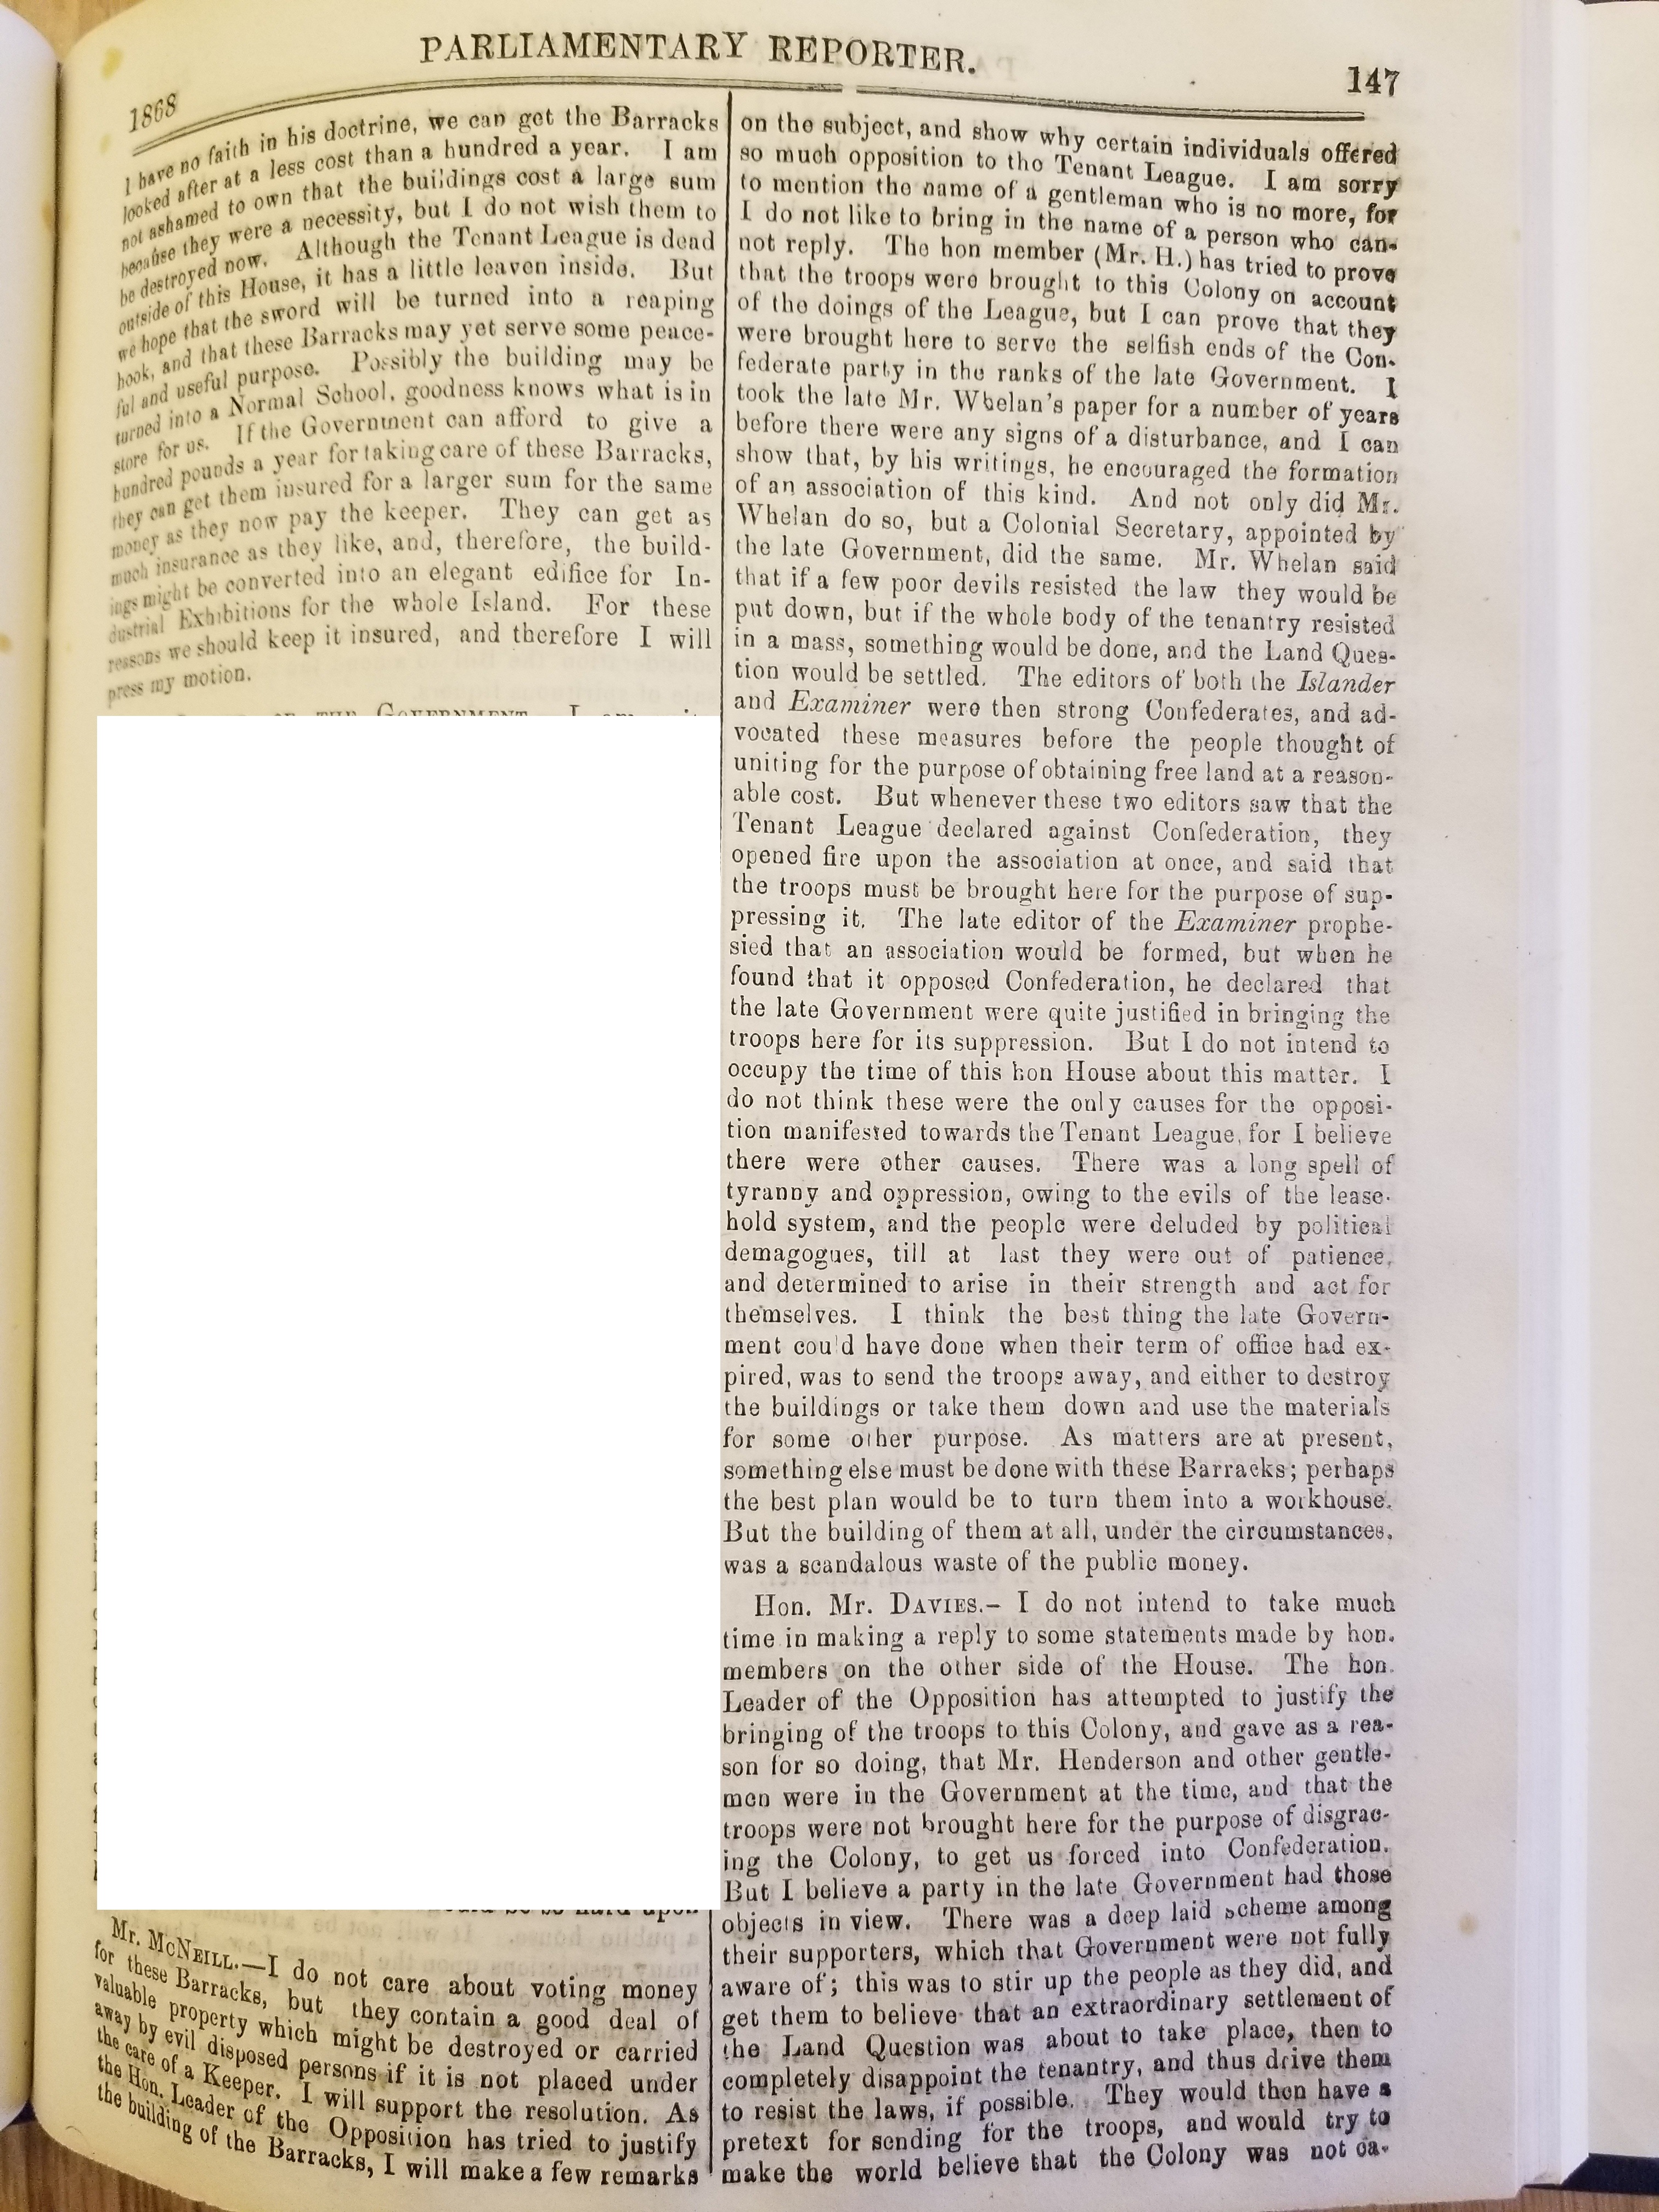 PARLIAMENTARY REPORTER.
1868
147
I have no faith in his doctrine, we can get the Barracks
looked after at a less cost than a hundred a year. I am
not ashamed to own that the buildings cost a large sum
because they were a necessity, but I do not wish them to
be destroyed now. Although the Tenant League is dead
outside of this House, it has a little leaven inside. But
we hope that the sword will be turned into a reaping
hook, and that these Barracks may yet serve some peace-
ful and useful purpose. Possibly the building may be
turned into a Normal School, goodness knows what is in
store for us. If the Government can afford to give a
hundred pounds a year for taking care of these Barracks,
they can get them insured for a larger sum for the same
money as they now pay the keeper. They can get as
much insurance as they like, and, therefore, the build-
ings might be converted into an elegant edifice for In-
dustrial Exhibitions for the whole Island. For these
reasons we should keep it insured, and therefore I will
press my motion.
OF THE GOVERNMENT I am
be so hard upon
Mr. MCNEILL.—I do not care about voting money
for these Barracks, but they contain a good deal of
valuable property which might be destroyed or carried
away by evil disposed persons if it is not placed under
the care of a Keeper. I will support the resolution. As
the Hon. Leader of the Opposition has tried to justify
the building of the Barracks, I will make a few remarks
on the subject, and show why certain individuals offered
so much opposition to the Tenant League. I am sorry
to mention the name of a gentleman who is no more, for
I do not like to bring in the name of a person who can-
not reply. The hon member (Mr. H.) has tried to prove
that the troops were brought to this Colony on account
of the doings of the League, but I can prove that they
were brought here to serve the selfish ends of the Con-
federate party in the ranks of the late Government. I
took the late Mr. Whelan's paper for a number of years
before there were any signs of a disturbance, and I can
show that, by his writings, he encouraged the formation
of an association of this kind. And not only did Mr.
Whelan do so, but a Colonial Secretary, appointed by
the late Government, did the same. Mr. Whelan said
that if a few poor devils resisted the law they would be
put down, but if the whole body of the tenantry resisted
in a mass, something would be done, and the Land Ques-
tion would be settled. The editors of both the Islander
and Examiner were then strong Confederates, and ad-
vocated these measures before the people thought of
uniting for the purpose of obtaining free land at a reason-
able cost. But whenever these two editors saw that the
Tenant League declared against Confederation, they
opened fire upon the association at once, and said that
the troops must be brought here for the purpose of sup-
pressing it. The late editor of the Examiner prophe-
sied that an association would be formed, but when he
found that it opposed Confederation, he declared that
the late Government were quite justified in bringing the
troops here for its suppression. But I do not intend to
occupy the time of this hon House about this matter. I
do not think these were the only causes for the opposi-
tion manifested towards the Tenant League, for I believe
there were other causes. There was a long spell of
tyranny and oppression, owing to the evils of the lease-
hold system, and the people were deluded by political
demagogues, till at last they were out of patience,
and determined to arise in their strength and act for
themselves. I think the best thing the late Govern-
ment could have done when their term of office had ex-
pired, was to send the troops away, and either to destroy
the buildings or take them down and use the materials
for some other purpose. As matters are at present,
something else must be done with these Barracks; perhaps
the best plan would be to turn them into a workhouse.
But the building of them at all, under the circumstances,
was a scandalous waste of the public money.
Hon. Mr. DAVIES.- I do not intend to take much
time in making a reply to some statements made by hon.
members on the other side of the House. The hon.
Leader of the Opposition has attempted to justify the
bringing of the troops to this Colony, and gave as a rea-
son for so doing, that Mr. Henderson and other gentle-
men were in the Government at the time, and that the
troops were not brought here for the purpose of disgrac-
ing the Colony, to get us forced into Confederation.
But I believe a party in the late Government had those
objects in view. There was a deep laid scheme among
their supporters, which that Government were not fully
aware of; this was to stir up the people as they did, and
get them to believe that an extraordinary settlement of
the Land Question was about to take place, then to
completely disappoint the tenantry, and thus drive them
to resist the laws, if possible. They would then have a
pretext for sending for the troops, and would try to
make the world believe that the Colony was not ca-